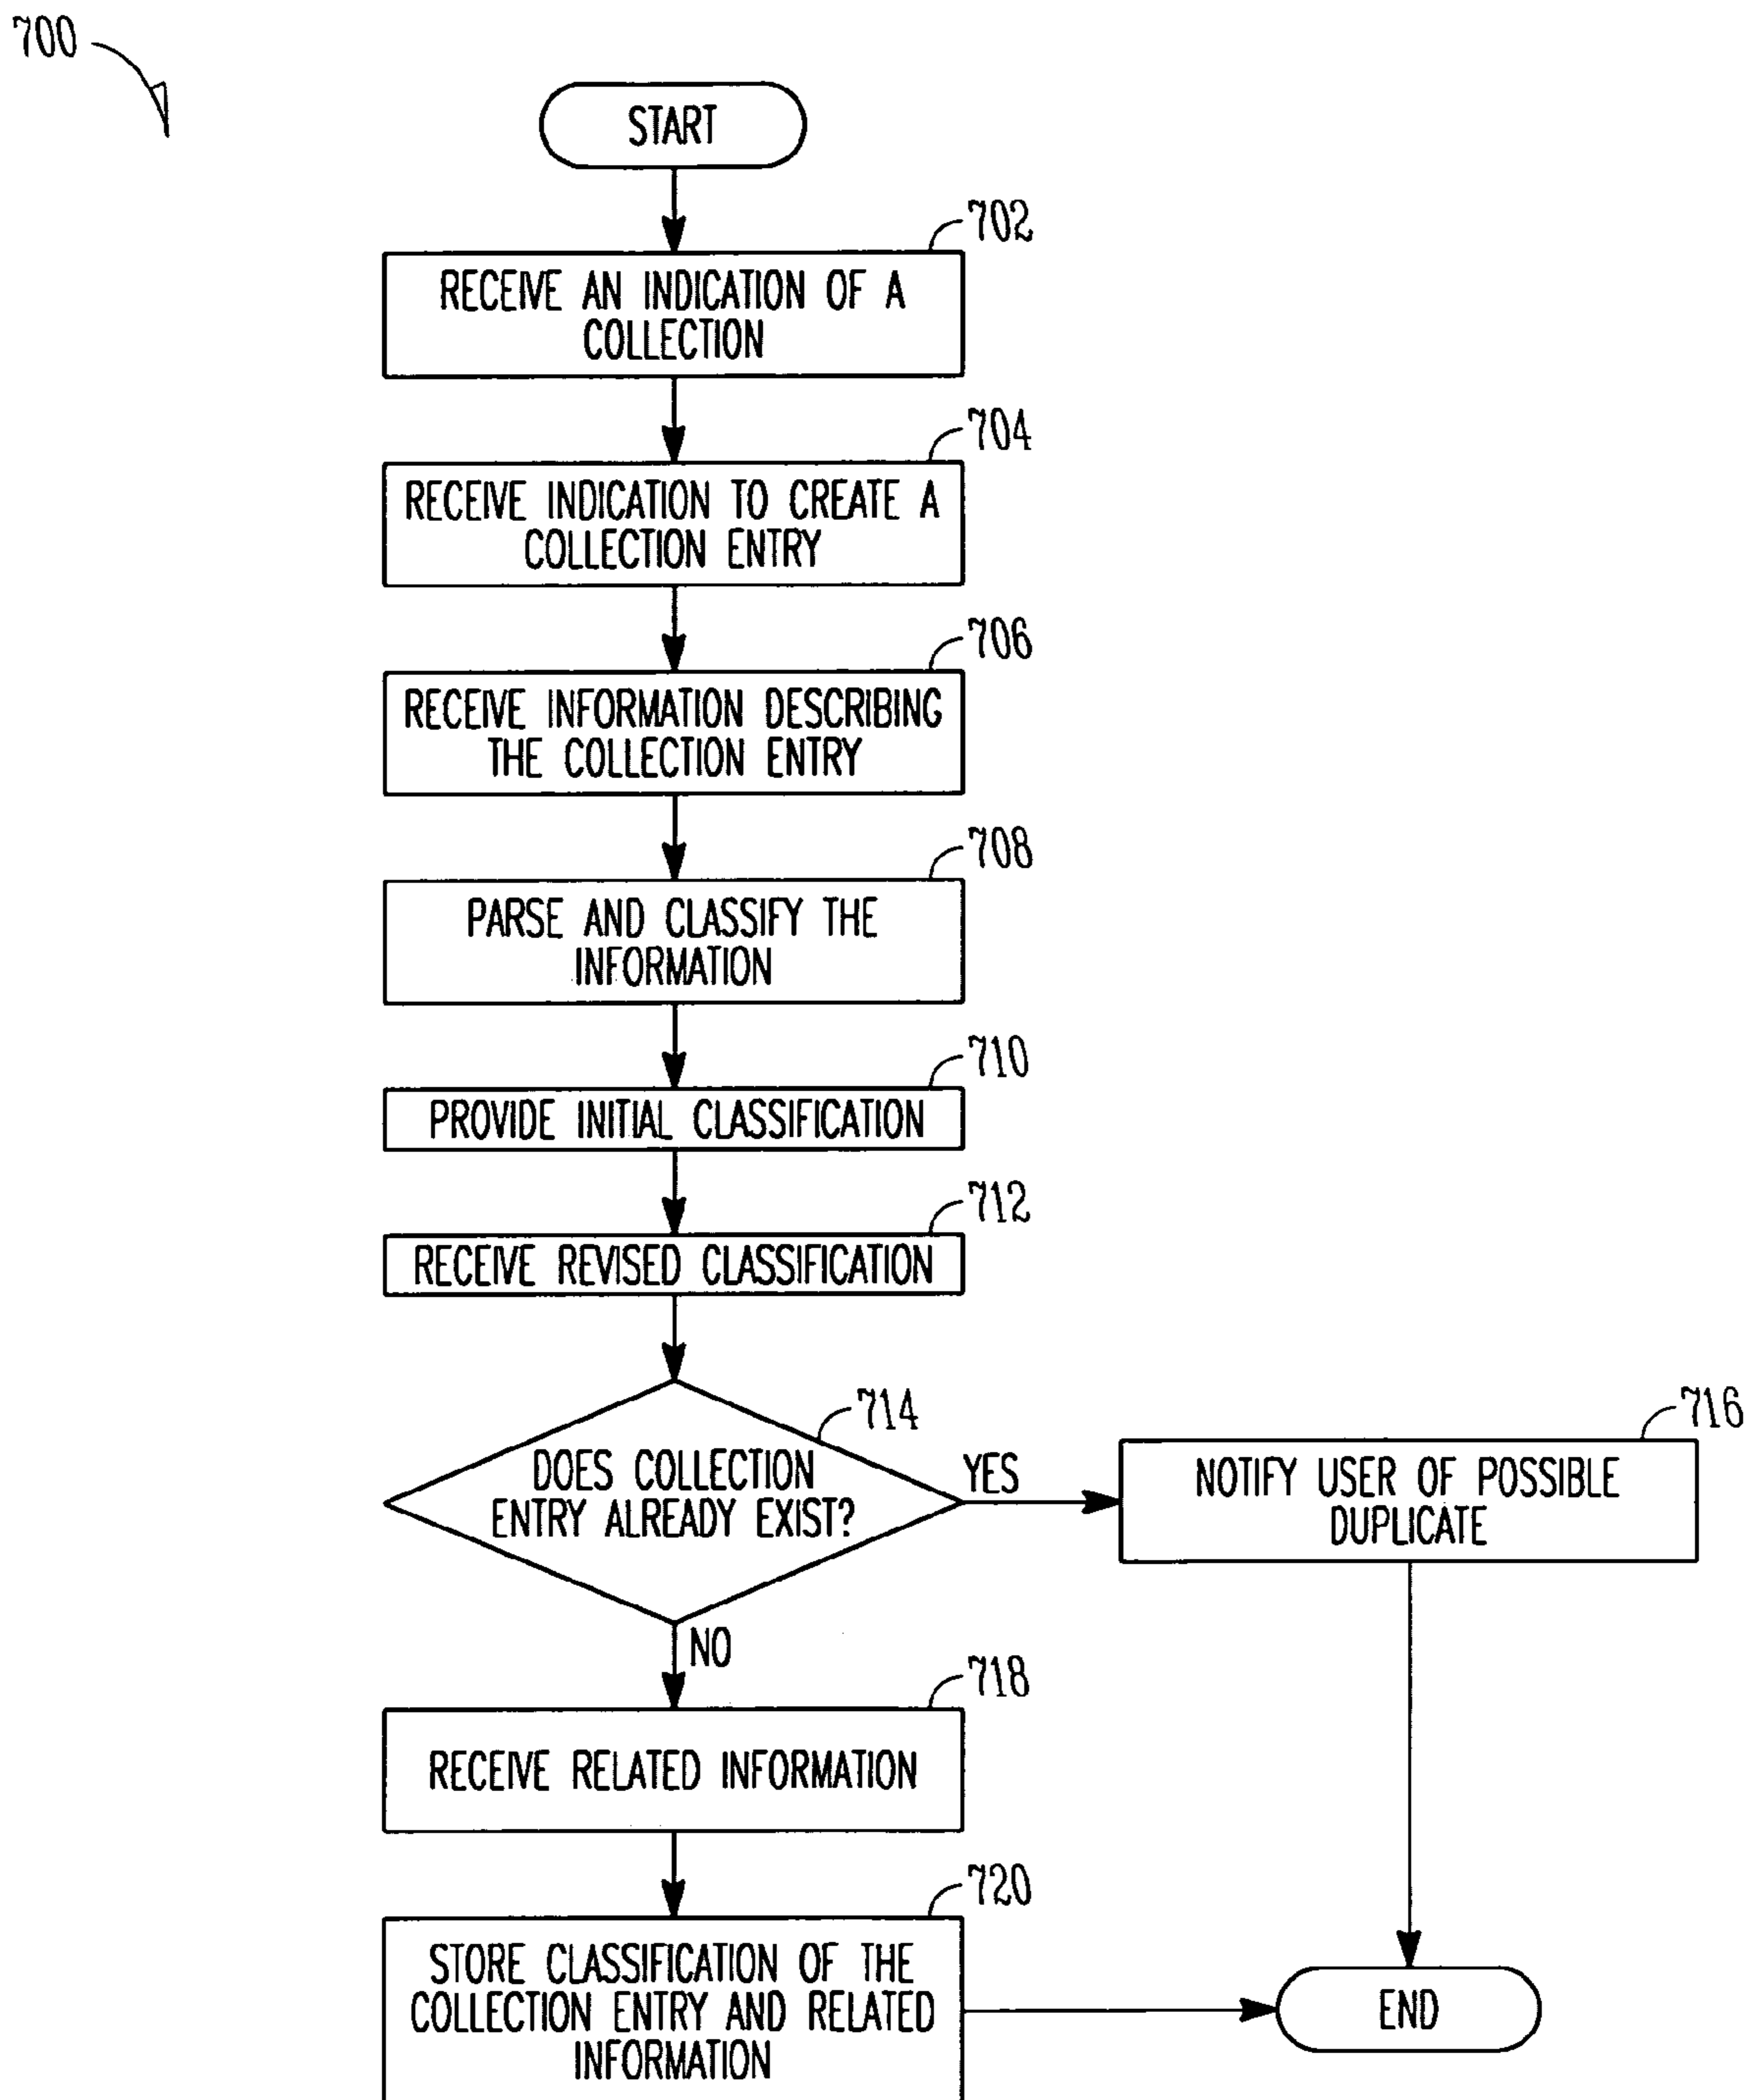 700
START
702
RECEIVE AN INDICATION OF A
COLLECTION
704
RECEIVE INDICATION TO CREATE A
COLLECTION ENTRY
706
RECEIVE INFORMATION DESCRIBING
THE COLLECTION ENTRY
708
PARSE AND CLASSIFY THE
INFORMATION
710
PROVIDE INITIAL CLASSIFICATION
712
RECEIVE REVISED CLASSIFICATION
714
DOES COLLECTION
ENTRY ALREADY EXIST?
YES
716
NOTIFY USER OF POSSIBLE
DUPLICATE
NO
718
RECEIVE RELATED INFORMATION
720
STORE CLASSIFICATION OF THE
COLLECTION ENTRY AND RELATED
INFORMATION
END